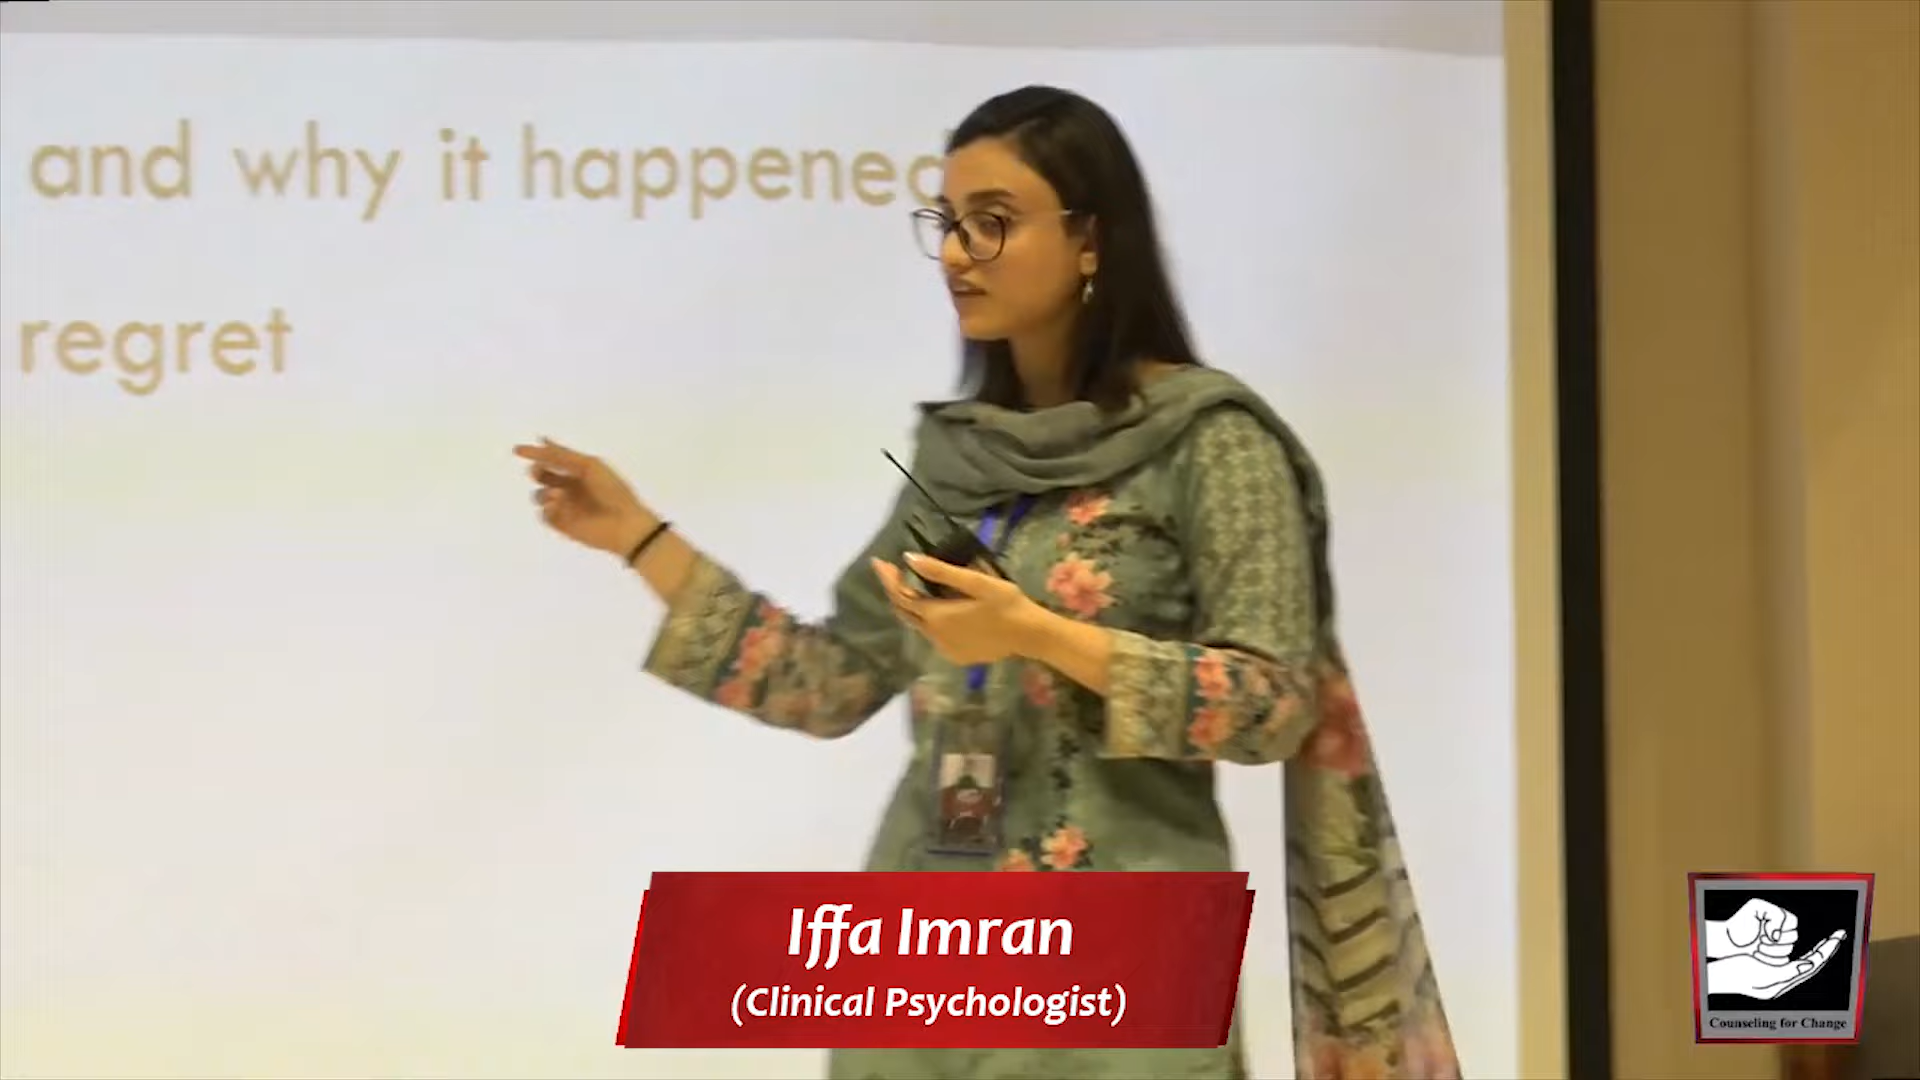 and why it happened
regret
Iffa Imran
(Clinical Psychologist)
Counseling for Change